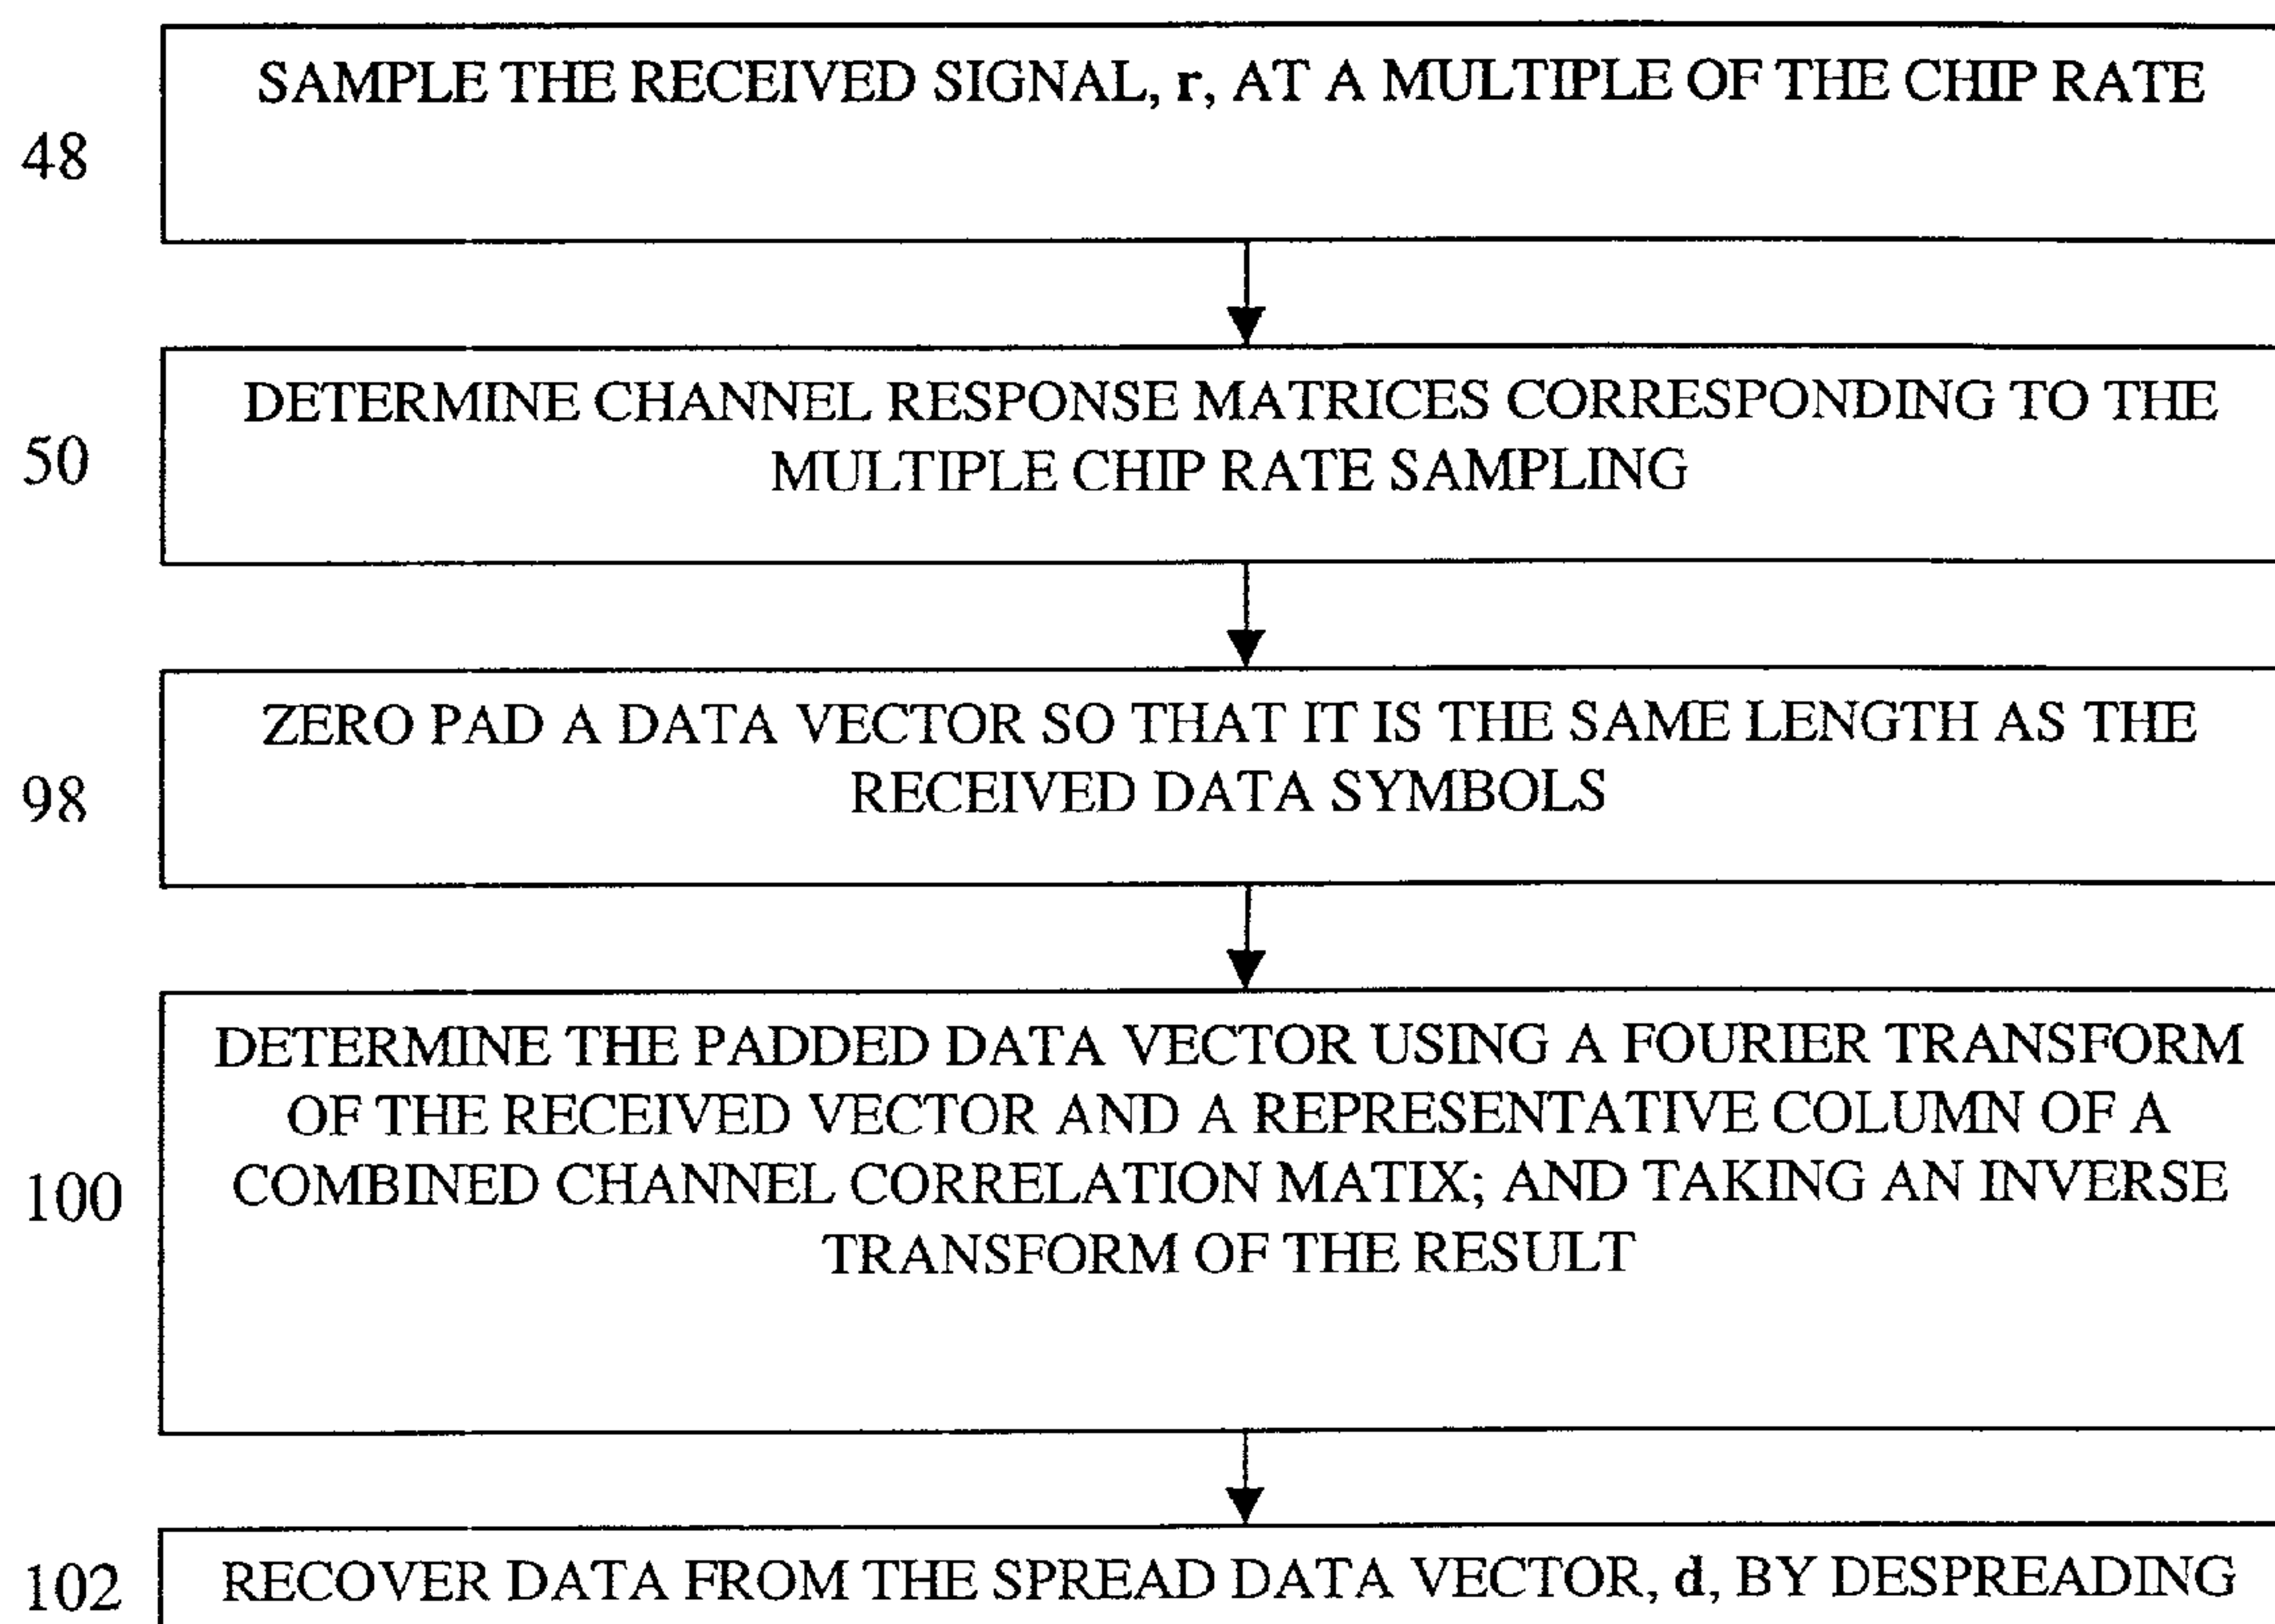 SAMPLE THE RECEIVED SIGNAL, r, AT A MULTIPLE OF THE CHIP RATE
48
DETERMINE CHANNEL RESPONSE MATRICES CORRESPONDING TO THE
MULTIPLE CHIP RATE SAMPLING
50
ZERO PAD A DATA VECTOR SO THAT IT IS THE SAME LENGTH AS THE
RECEIVED DATA SYMBOLS
98
DETERMINE THE PADDED DATA VECTOR USING A FOURIER TRANSFORM
OF THE RECEIVED VECTOR AND A REPRESENTATIVE COLUMN OF A
COMBINED CHANNEL CORRELATION MATIX; AND TAKING AN INVERSE
TRANSFORM OF THE RESULT
100
RECOVER DATA FROM THE SPREAD DATA VECTOR, d, BY DESPREADING
102